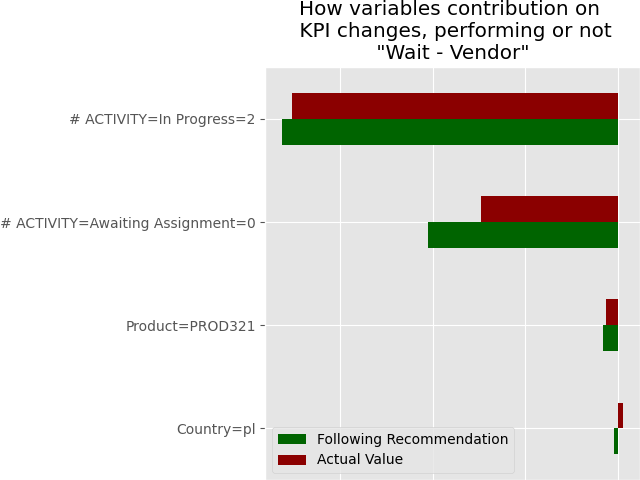 How variables contribution on
KPI changes, performing or not
"Wait - Vendor"
# ACTIVITY=In Progress=2
# ACTIVITY=Awaiting Assignment=0
Product=PROD321
Country=pl
Following Recommendation
Actual Value